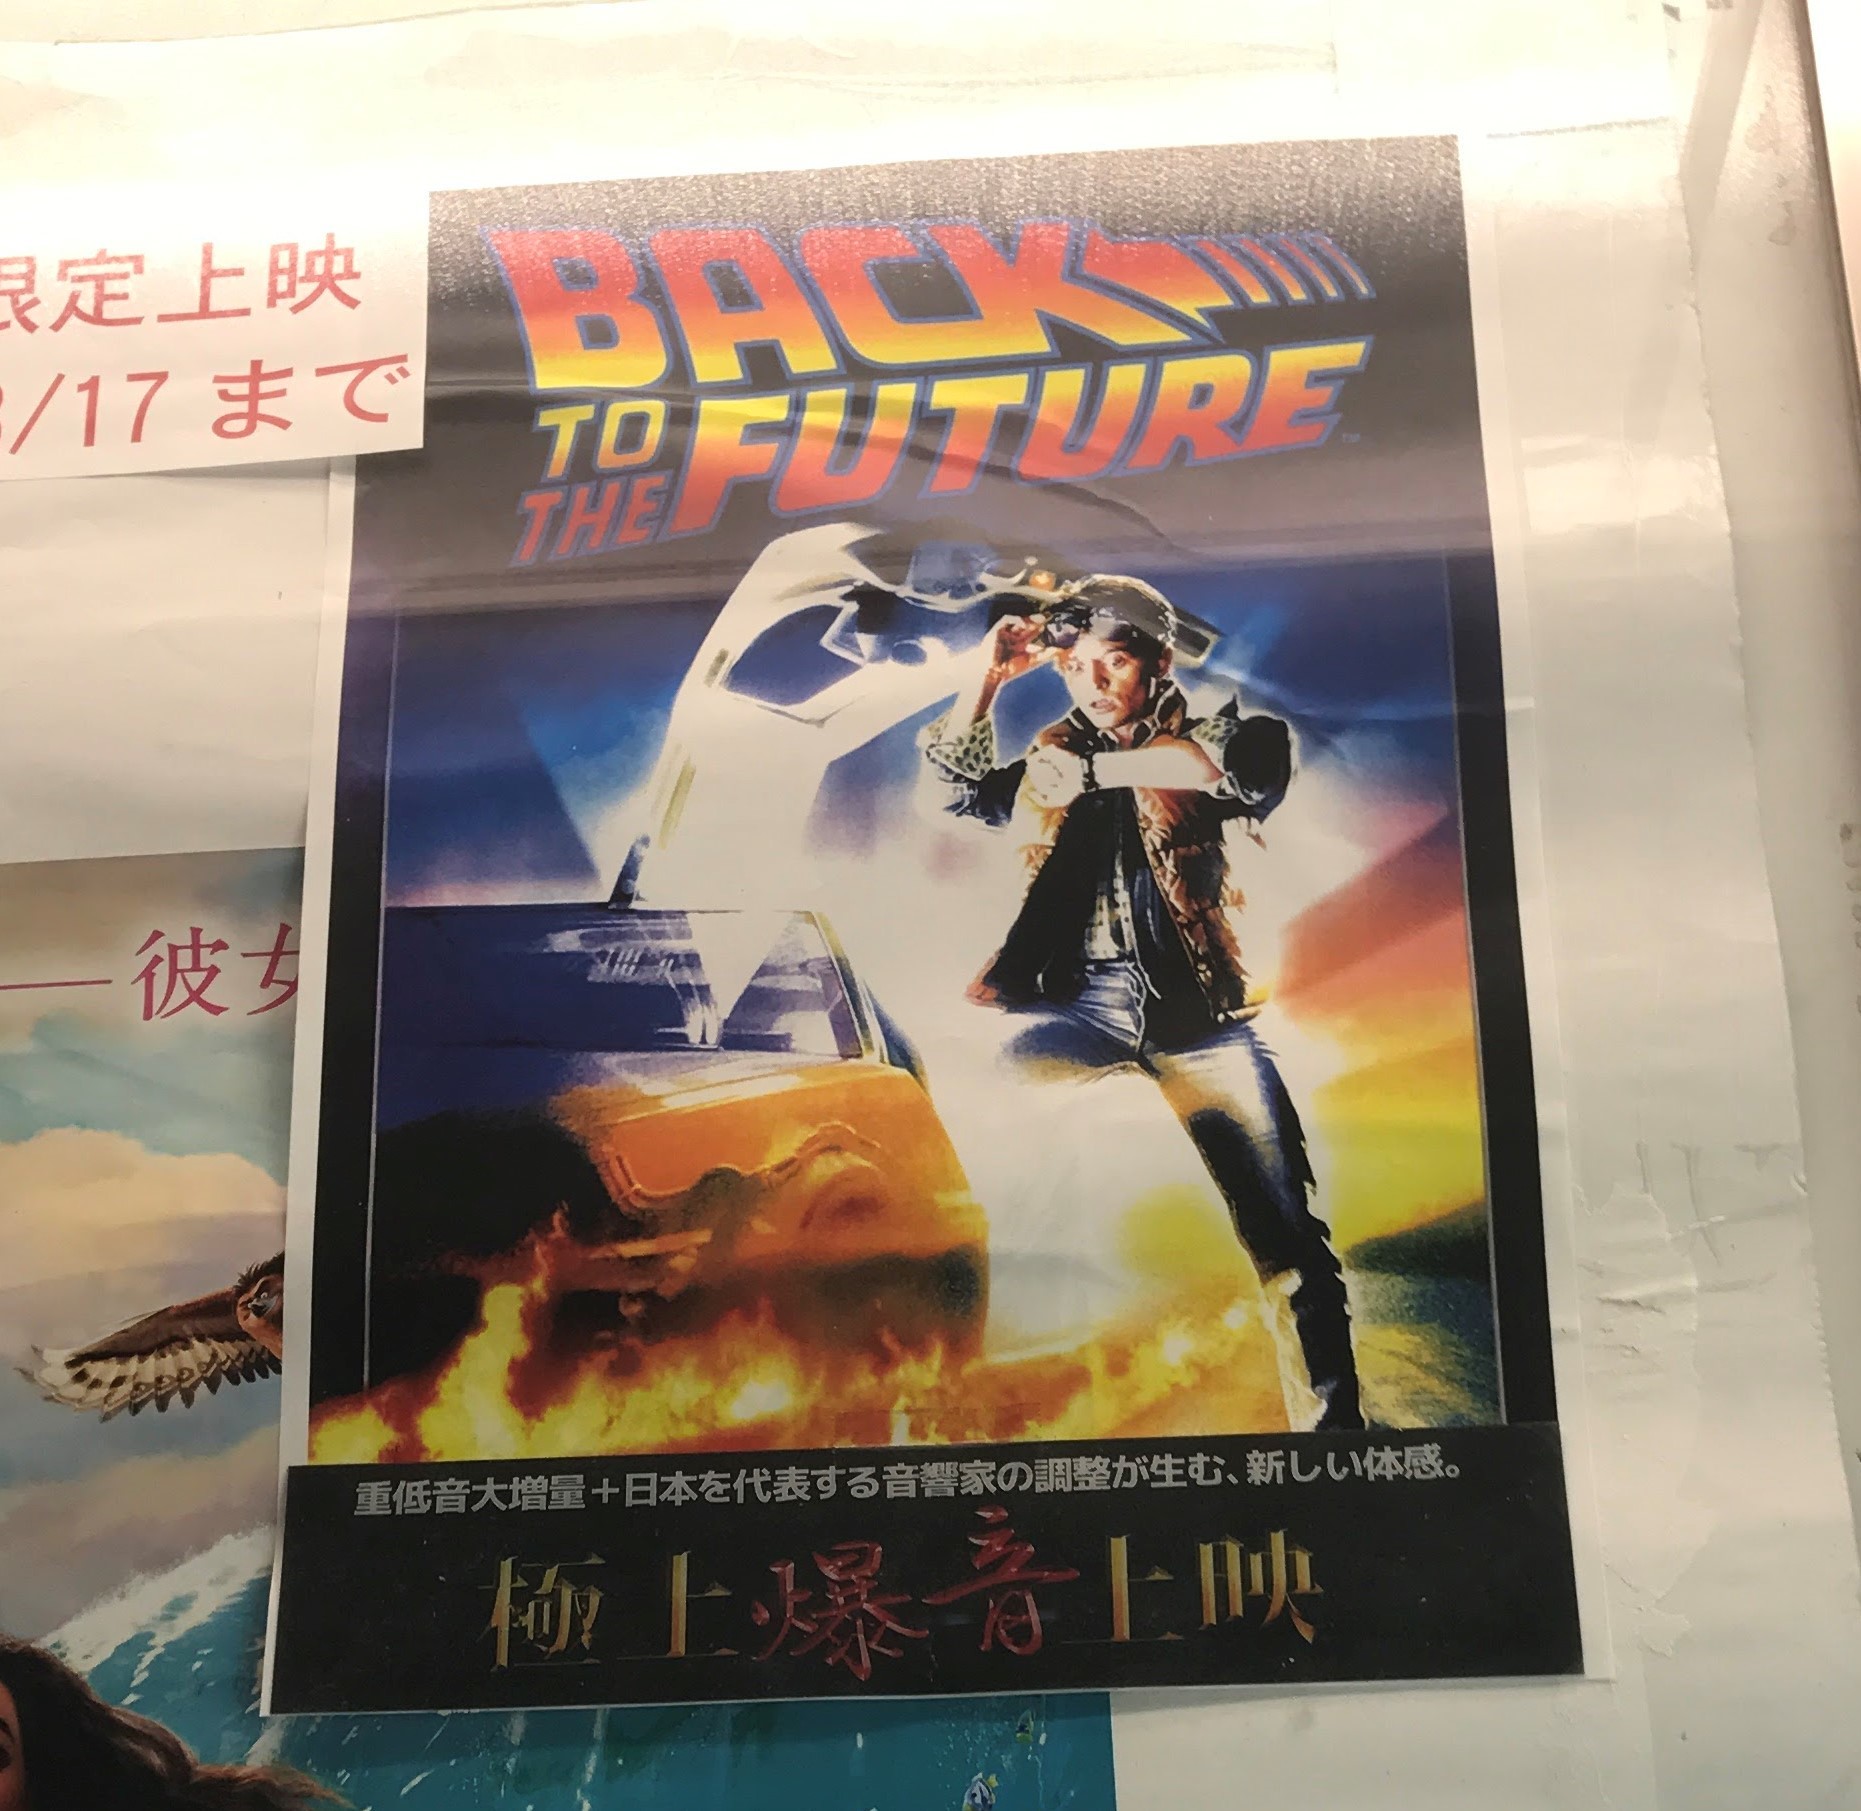 定上映
/17 まで
BACK
TO
THE FUTURE
TM
―彼女
重低音大増量+日本を代表する音響家の調整が生む、新しい体感。
極上爆音上映